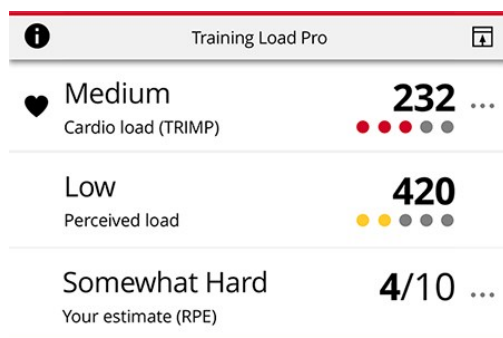 Training Load Pro
Medium 232
Cardio load (TRIMP)
Low 420
Perceived load
Somewhat Hard 4/10
Your estimate (RPE)